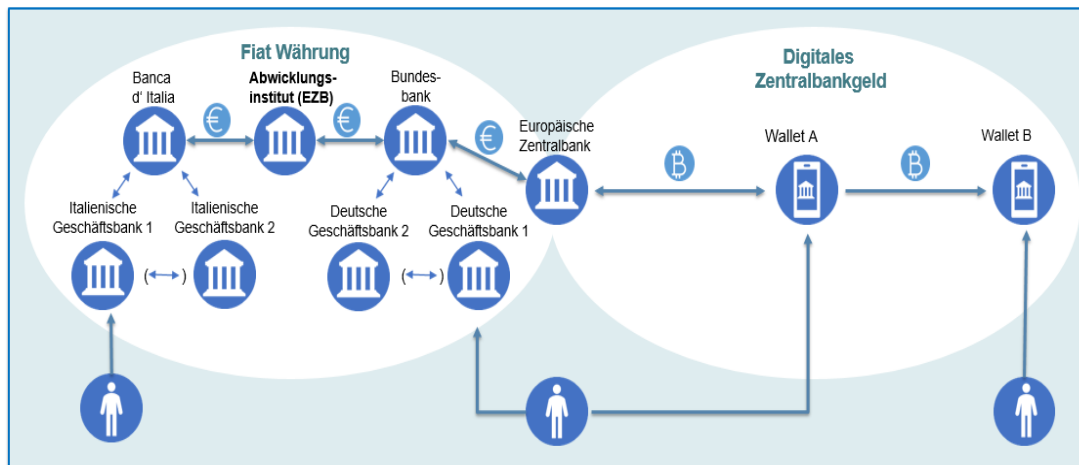 Fiat Währung
Digitales
Zentralbankgeld
Banca
d' Italia
Abwicklungs-
institut (EZB)
Bundes-
bank
Europäische
Zentralbank
Wallet A
Wallet B
€
€
€
Italienische
Geschäftsbank 1
Italienische
Geschäftsbank 2
Deutsche
Geschäftsbank 2
Deutsche
Geschäftsbank 1
( )
( )